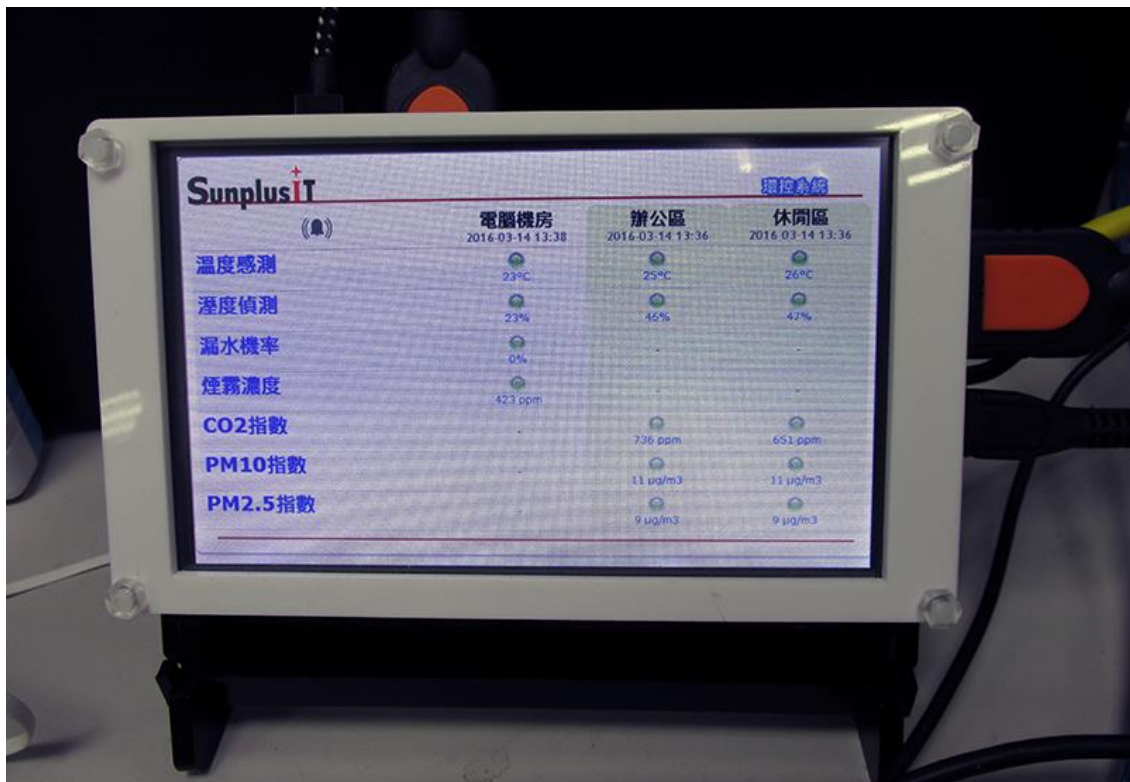 SunplusIT
環控系統
電腦機房 辦公區 休閒區
2016-03-14 13:38 2016-03-14 13:36 2016-03-14 13:36
溫度感測 23°C 25°C 26°C
溼度偵測 23% 46% 47%
漏水機率 0% - -
煙霧濃度 423 ppm - -
CO2指數 - 736 ppm 651 ppm
PM10指數 - 11 µg/m3 11 µg/m3
PM2.5指數 9 µg/m3 9 µg/m3